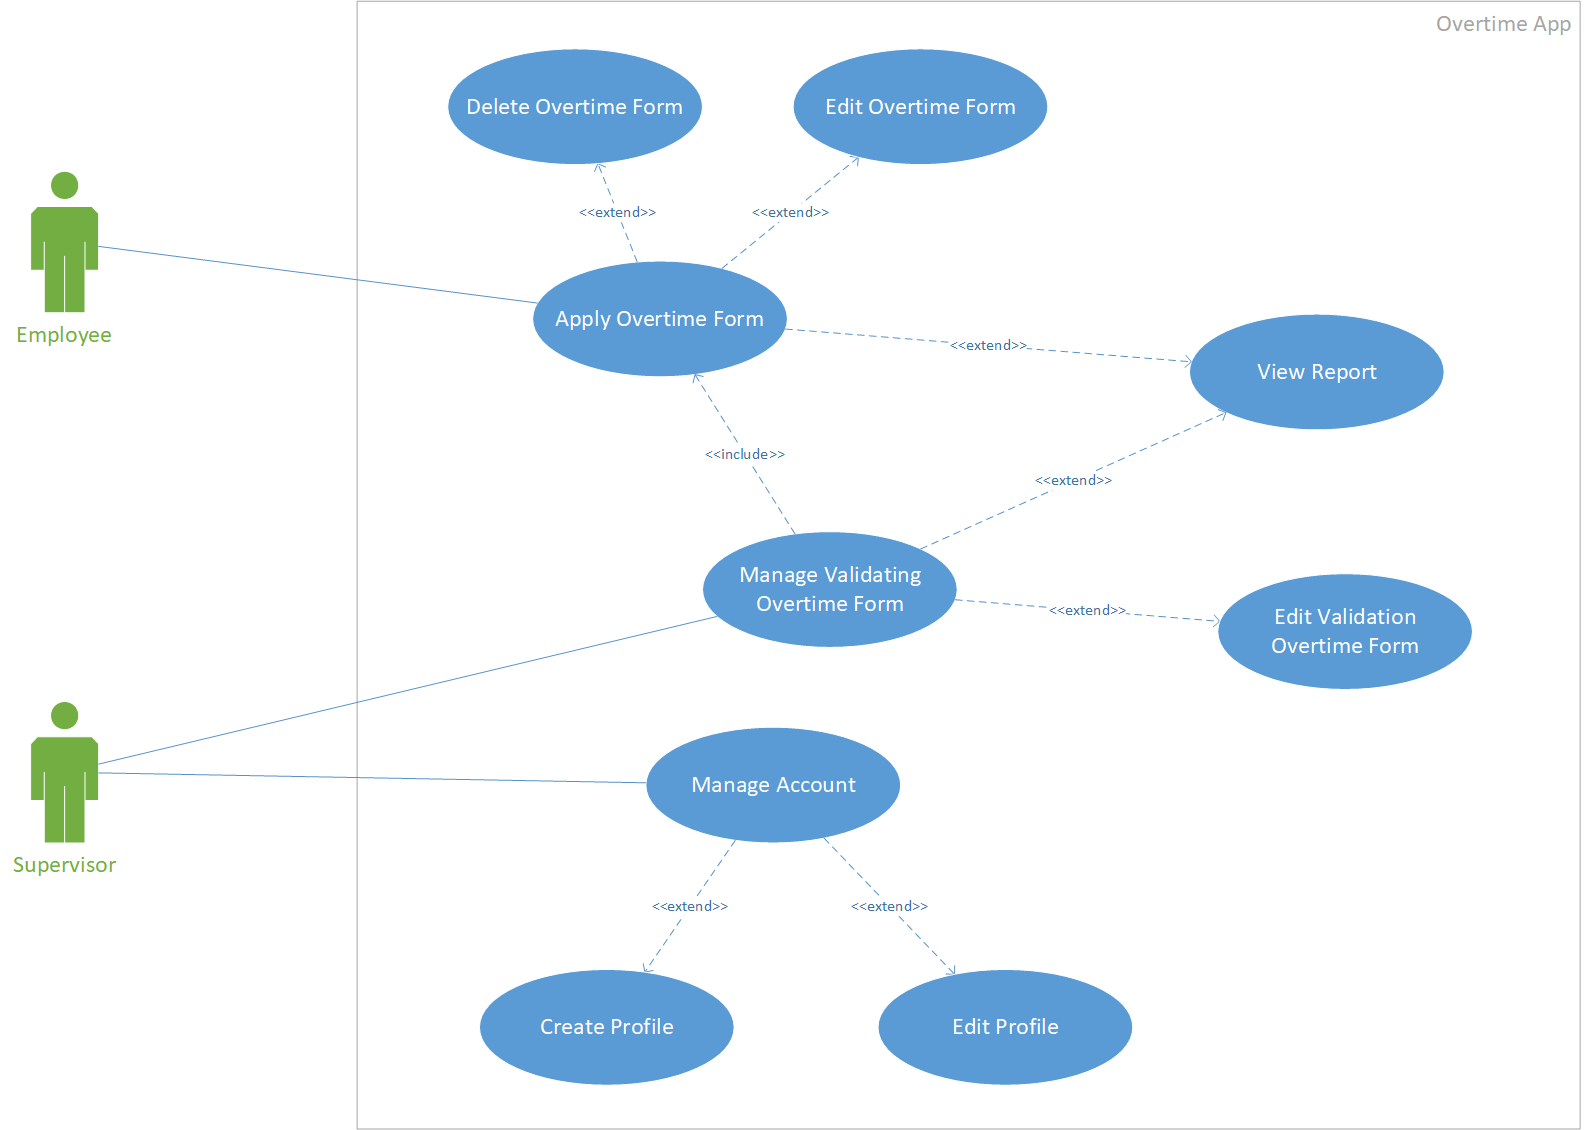 Overtime App
Delete Overtime Form
Edit Overtime Form
<<extend>>
<<extend>>
Employee
Apply Overtime Form
<<extend>>
View Report
<<include>>
<<extend>>
Manage Validating
Overtime Form
<<extend>>
Edit Validation
Overtime Form
Supervisor
Manage Account
<<extend>>
<<extend>>
Create Profile
Edit Profile